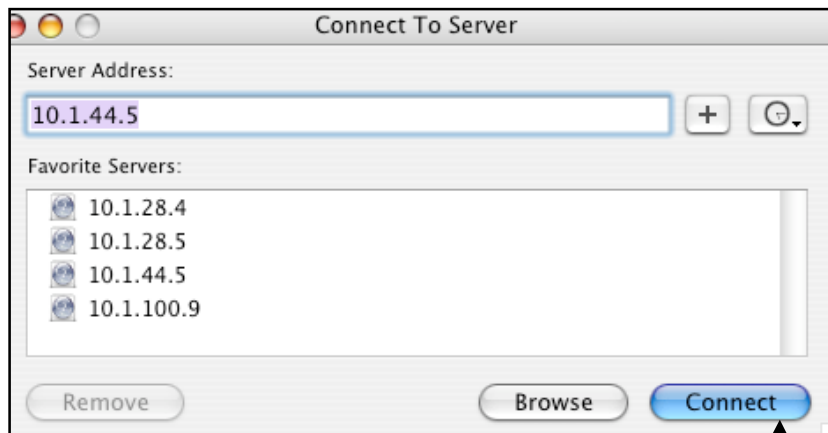 Connect To Server
Server Address:
10.1.44.5
Favorite Servers:
10.1.28.4
10.1.28.5
10.1.44.5
10.1.100.9
Remove Browse Connect